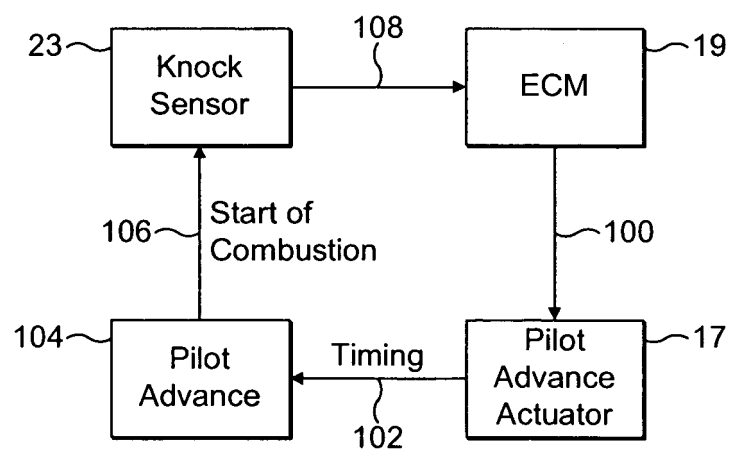 108
23
Knock
Sensor
ECM
19
106
Start of
Combustion
100
104
Pilot
Advance
Timing
102
Pilot
Advance
Actuator
17